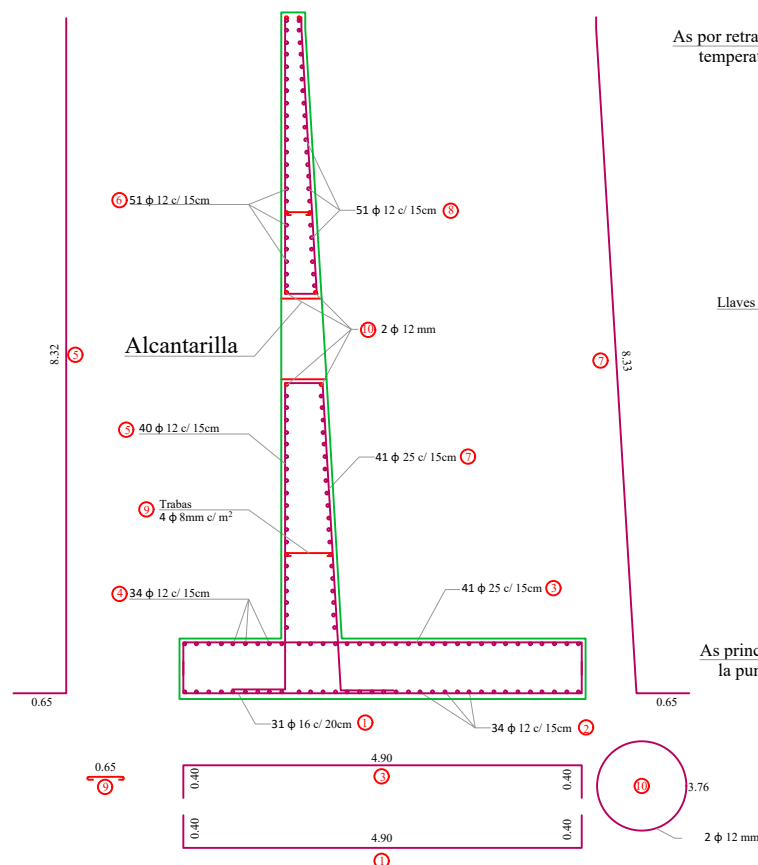 As por retra
temperat
6 51 ϕ 12 c/ 15cm
51 ϕ 12 c/ 15cm 8
Llaves
10 2 ϕ 12 mm
Alcantarilla
8.32
5
7
8.33
5 40 ϕ 12 c/ 15cm
41 ϕ 25 c/ 15cm 7
9 Trabas
4 ϕ 8mm c/ m²
4 34 ϕ 12 c/ 15cm
41 ϕ 25 c/ 15cm 3
As princ
la pun
0.65
0.65
31 ϕ 16 c/ 20cm 1
34 ϕ 12 c/ 15cm 2
0.65
9
4.90
0.40
3
0.40
10
3.76
2 ϕ 12 mm
0.40
4.90
0.40
1